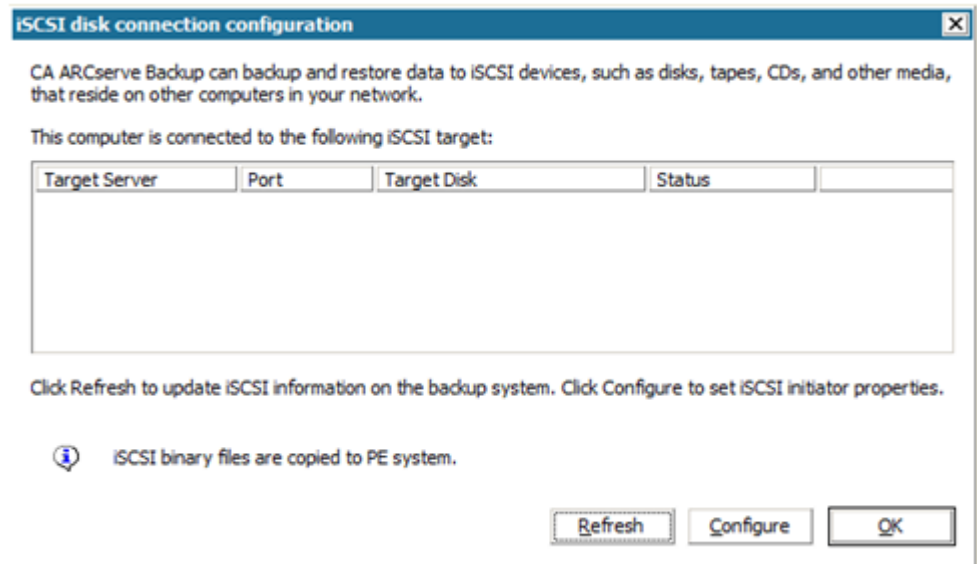 iSCSI disk connection configuration
CA ARCserve Backup can backup and restore data to iSCSI devices, such as disks, tapes, CDs, and other media,
that reside on other computers in your network.
This computer is connected to the following iSCSI target:
Target Server Port Target Disk Status
Click Refresh to update iSCSI information on the backup system. Click Configure to set iSCSI initiator properties.
iSCSI binary files are copied to PE system.
Refresh Configure OK